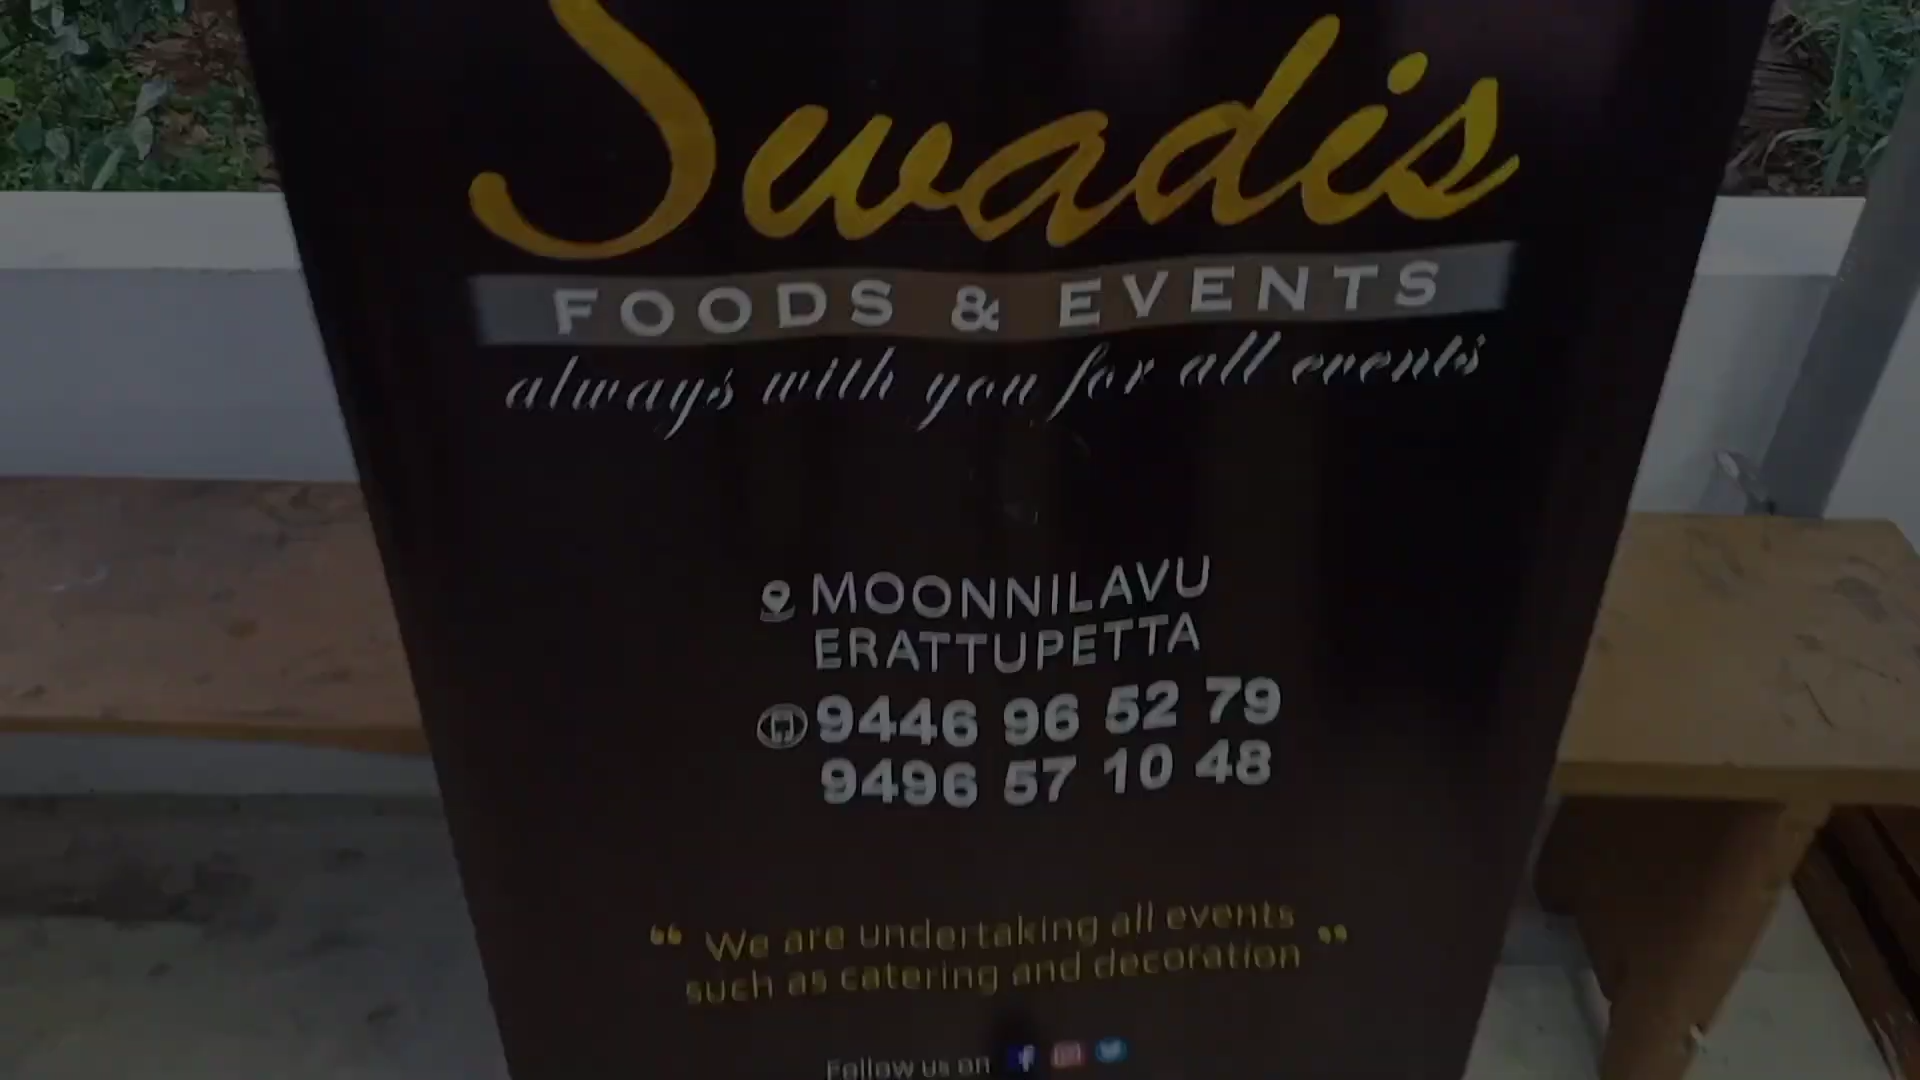 Swadis
FOODS & EVENTS
always with you for all events
MOONNILAVU
ERATTUPETTA
9446 96 52 79
9496 57 10 48
“ We are undertaking all events
such as catering and decoration ”
Follow us on